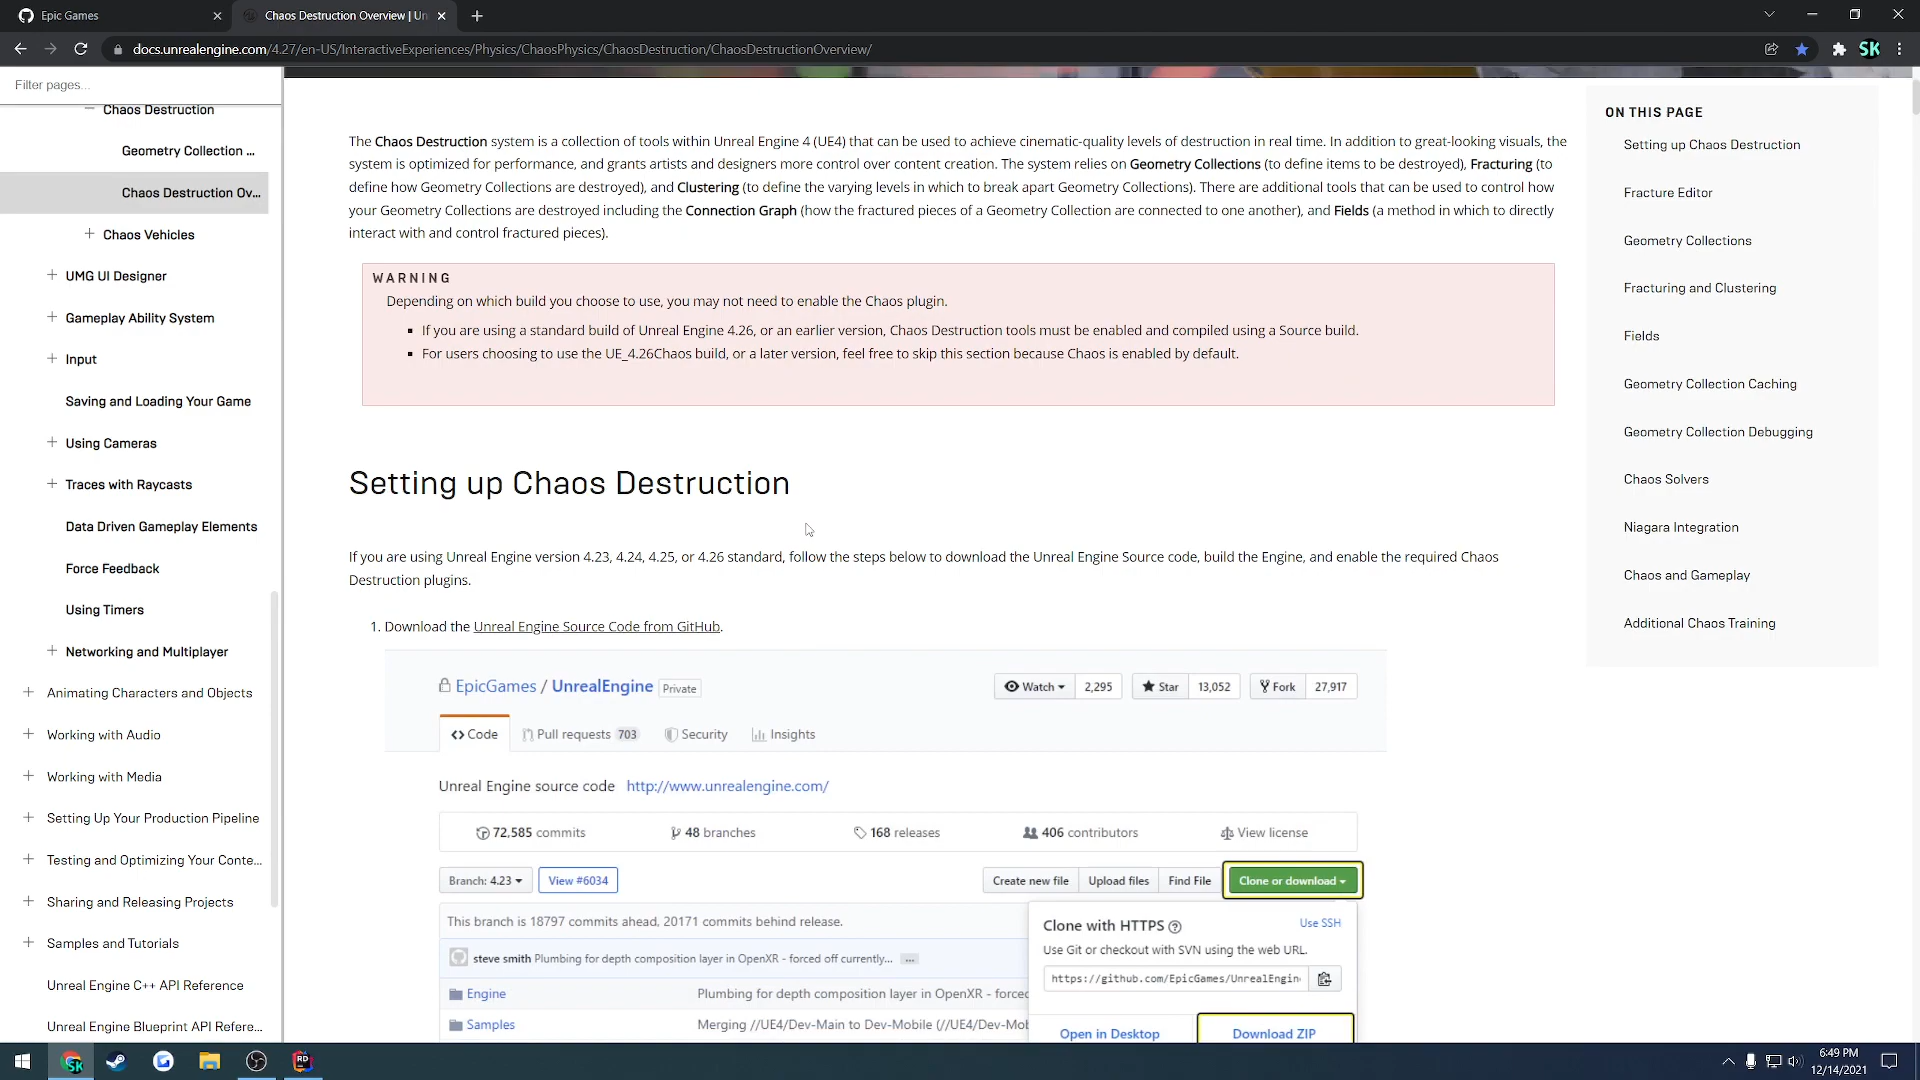 Epic Games
Chaos Destruction Overview | Un
docs.unrealengine.com/4.27/en-US/InteractiveExperiences/Physics/ChaosPhysics/ChaosDestruction/ChaosDestructionOverview/
SK
Filter pages...
Chaos Destruction
Geometry Collection ...
Chaos Destruction Ov...
Chaos Vehicles
UMG UI Designer
Gameplay Ability System
Input
Saving and Loading Your Game
Using Cameras
Traces with Raycasts
Data Driven Gameplay Elements
Force Feedback
Using Timers
Networking and Multiplayer
Animating Characters and Objects
Working with Audio
Working with Media
Setting Up Your Production Pipeline
Testing and Optimizing Your Conte...
Sharing and Releasing Projects
Samples and Tutorials
Unreal Engine C++ API Reference
Unreal Engine Blueprint API Refere...
The Chaos Destruction system is a collection of tools within Unreal Engine 4 (UE4) that can be used to achieve cinematic-quality levels of destruction in real time. In addition to great-looking visuals, the
system is optimized for performance, and grants artists and designers more control over content creation. The system relies on Geometry Collections (to define items to be destroyed), Fracturing (to
define how Geometry Collections are destroyed), and Clustering (to define the varying levels in which to break apart Geometry Collections). There are additional tools that can be used to control how
your Geometry Collections are destroyed including the Connection Graph (how the fractured pieces of a Geometry Collection are connected to one another), and Fields (a method in which to directly
interact with and control fractured pieces).
WARNING
Depending on which build you choose to use, you may not need to enable the Chaos plugin.
▪ If you are using a standard build of Unreal Engine 4.26, or an earlier version, Chaos Destruction tools must be enabled and compiled using a Source build.
▪ For users choosing to use the UE_4.26Chaos build, or a later version, feel free to skip this section because Chaos is enabled by default.
Setting up Chaos Destruction
If you are using Unreal Engine version 4.23, 4.24, 4.25, or 4.26 standard, follow the steps below to download the Unreal Engine Source code, build the Engine, and enable the required Chaos
Destruction plugins.
1. Download the Unreal Engine Source Code from GitHub.
EpicGames / UnrealEngine Private
Watch 2,295 Star 13,052 Fork 27,917
Code Pull requests 703 Security Insights
Unreal Engine source code http://www.unrealengine.com/
72,585 commits 48 branches 168 releases 406 contributors View license
Branch: 4.23 View #6034 Create new file Upload files Find File Clone or download
This branch is 18797 commits ahead, 20171 commits behind release.
steve smith Plumbing for depth composition layer in OpenXR - forced off currently... ...
Engine Plumbing for depth composition layer in OpenXR - forced
Samples Merging //UE4/Dev-Main to Dev-Mobile (//UE4/Dev-Mob
Clone with HTTPS Use SSH
Use Git or checkout with SVN using the web URL.
https://github.com/EpicGames/UnrealEngin
Open in Desktop Download ZIP
ON THIS PAGE
Setting up Chaos Destruction
Fracture Editor
Geometry Collections
Fracturing and Clustering
Fields
Geometry Collection Caching
Geometry Collection Debugging
Chaos Solvers
Niagara Integration
Chaos and Gameplay
Additional Chaos Training
SK
RD
6:49 PM
12/14/2021